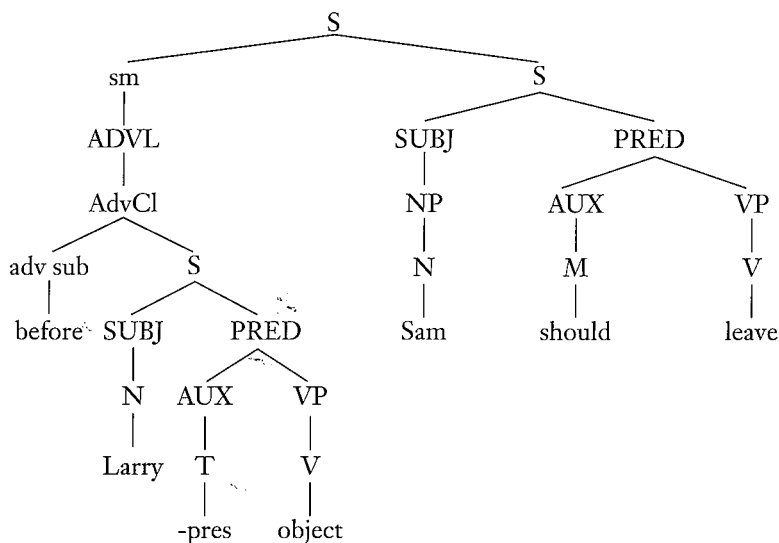 S
sm S
ADVL SUBJ PRED
AdvCl NP AUX VP
adv sub S N M V
before SUBJ PRED Sam should leave
N AUX VP
Larry T V
-pres object